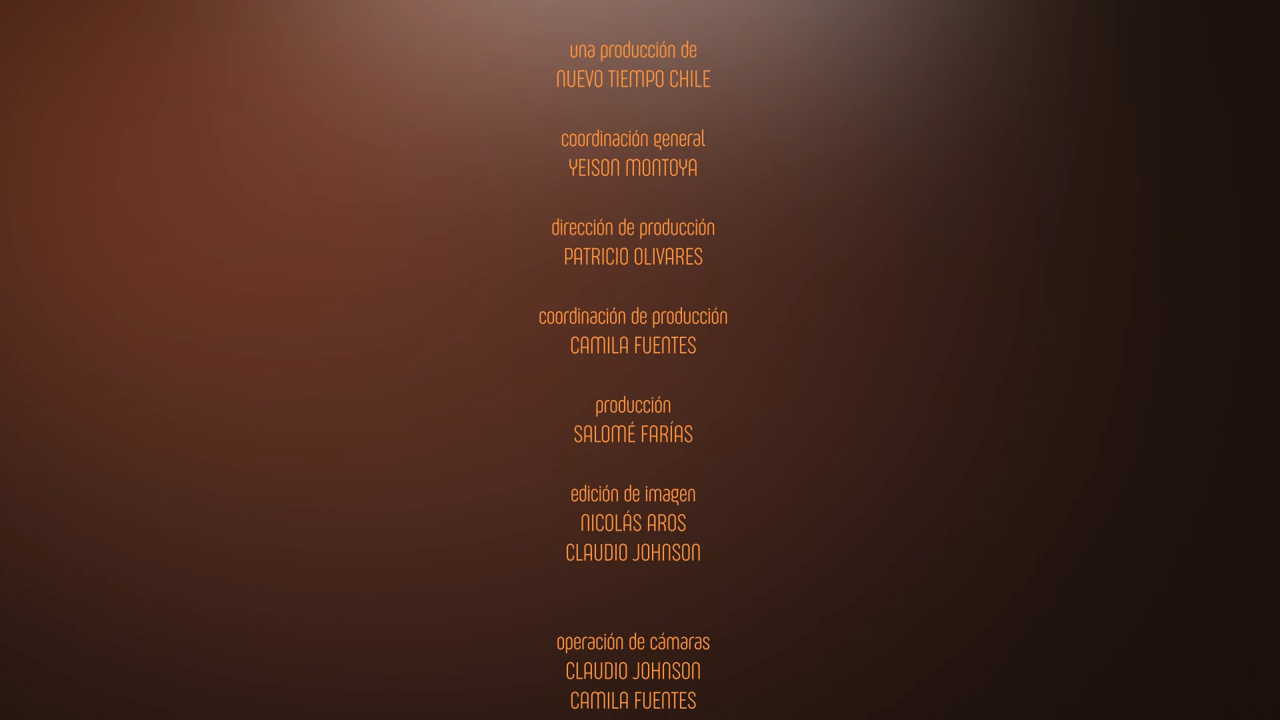 una producción de
NUEVO TIEMPO CHILE
coordinación general
YEISON MONTOYA
dirección de producción
PATRICIO OLIVARES
coordinación de producción
CAMILA FUENTES
producción
SALOMÉ FARÍAS
edición de imagen
NICOLÁS AROS
CLAUDIO JOHNSON
operación de cámaras
CLAUDIO JOHNSON
CAMILA FUENTES